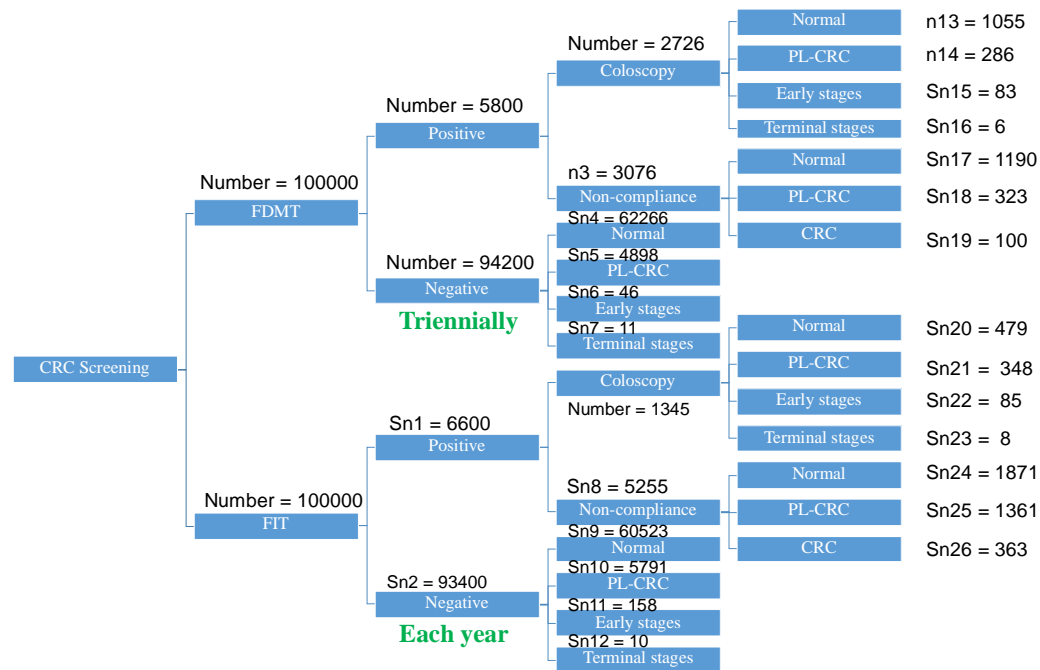 Normal
n13 = 1055
Number = 2726
Coloscopy
PL-CRC
n14 = 286
Early stages
Sn15 = 83
Number = 5800
Positive
Terminal stages
Sn16 = 6
Normal
Sn17 = 1190
n3 = 3076
Non-compliance
PL-CRC
Sn18 = 323
Number = 100000
FDMT
Sn4 = 62266
Normal
CRC
Sn19 = 100
Sn5 = 4898
PL-CRC
Number = 94200
Negative
Sn6 = 46
Early stages
Triennially
Sn7 = 11
Terminal stages
Normal
Sn20 = 479
CRC Screening
Coloscopy
PL-CRC
Sn21 = 348
Number = 1345
Early stages
Sn22 = 85
Sn1 = 6600
Positive
Terminal stages
Sn23 = 8
Normal
Sn24 = 1871
Sn8 = 5255
Non-compliance
PL-CRC
Sn25 = 1361
Number = 100000
FIT
Sn9 = 60523
Normal
CRC
Sn26 = 363
Sn10 = 5791
PL-CRC
Sn2 = 93400
Negative
Sn11 = 158
Early stages
Each year
Sn12 = 10
Terminal stages